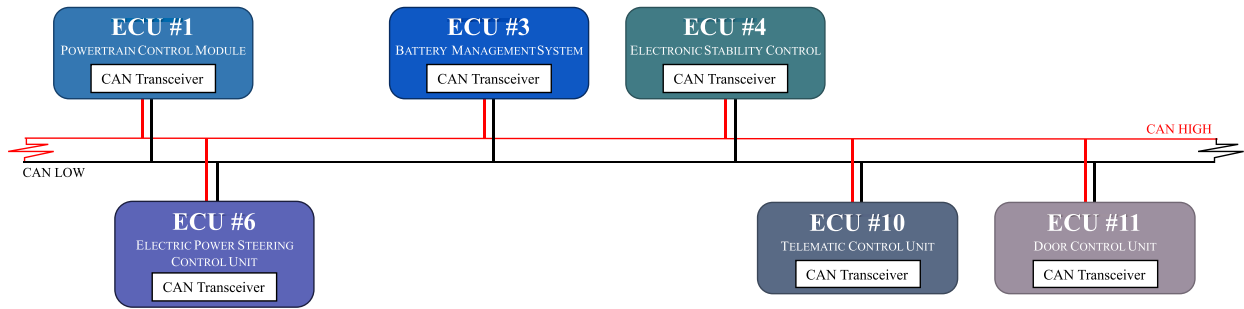 ECU #1
POWERTRAIN CONTROL MODULE
CAN Transceiver
ECU #3
BATTERY MANAGEMENT SYSTEM
CAN Transceiver
ECU #4
ELECTRONIC STABILITY CONTROL
CAN Transceiver
CAN HIGH
CAN LOW
ECU #6
ELECTRIC POWER STEERING
CONTROL UNIT
CAN Transceiver
ECU #10
TELEMATIC CONTROL UNIT
CAN Transceiver
ECU #11
DOOR CONTROL UNIT
CAN Transceiver